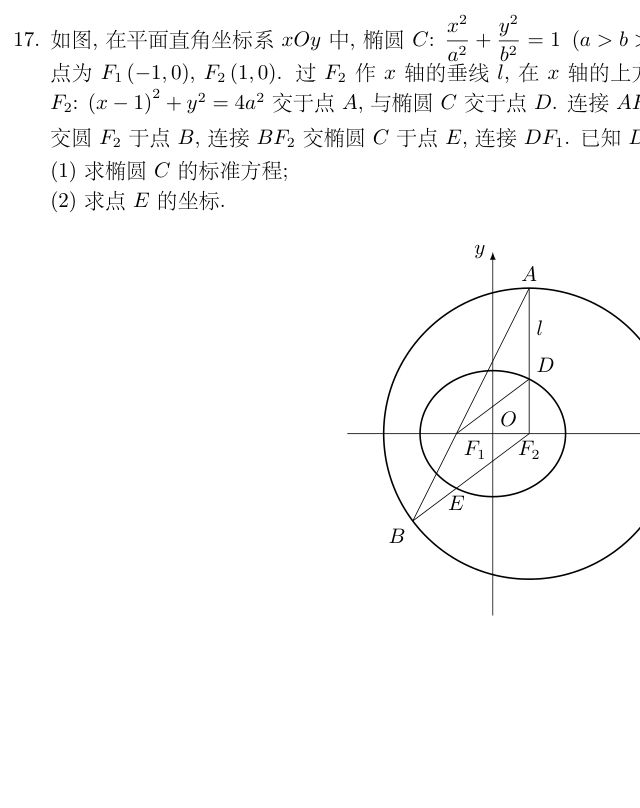 17. 如图, 在平面直角坐标系 xOy 中, 椭圆 C: x²/a² + y²/b² = 1 (a > b >
点为 F₁(−1, 0), F₂(1, 0). 过 F₂ 作 x 轴的垂线 l, 在 x 轴的上
F₂: (x − 1)² + y² = 4a² 交于点 A, 与椭圆 C 交于点 D. 连接 AF
交圆 F₂ 于点 B, 连接 BF₂ 交椭圆 C 于点 E, 连接 DF₁. 已知 D
(1) 求椭圆 C 的标准方程;
(2) 求点 E 的坐标.
y
A
l
D
O
F₁ F₂
E
B